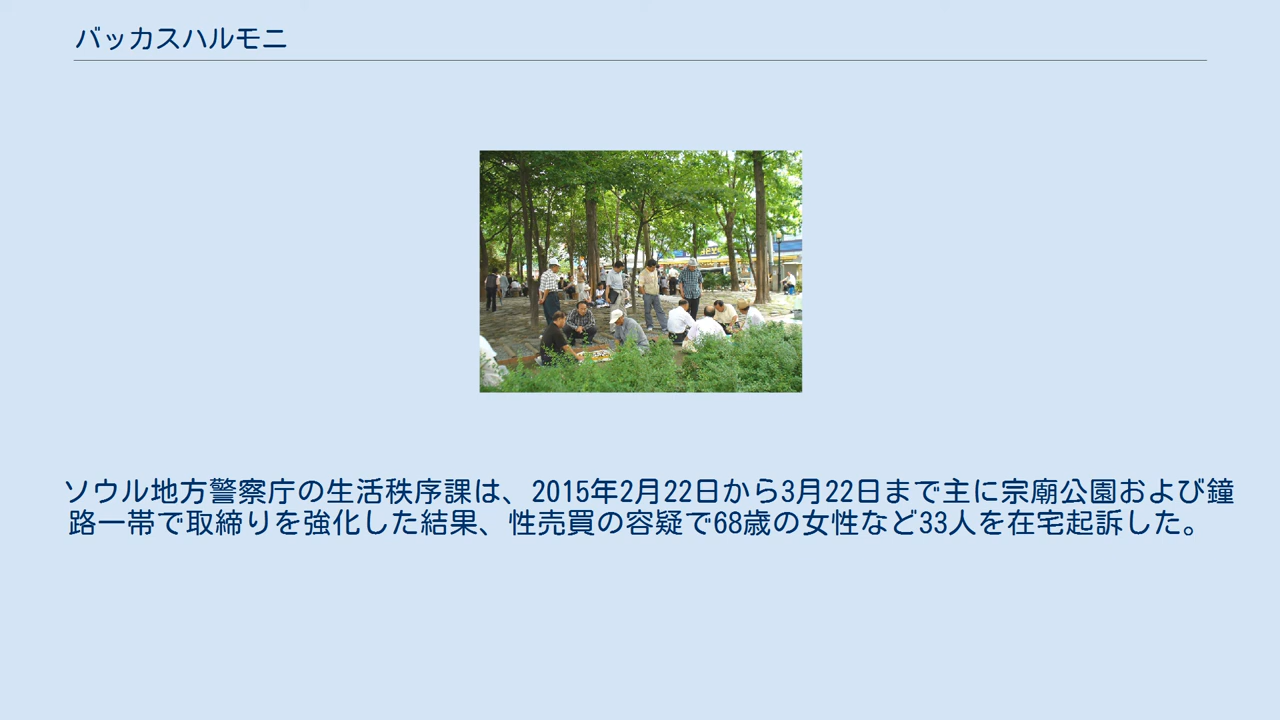 バッカスハルモニ
ソウル地方警察庁の生活秩序課は、2015年2月22日から3月22日まで主に宗廟公園および鐘
路一帯で取締りを強化した結果、性売買の容疑で68歳の女性など33人を在宅起訴した。